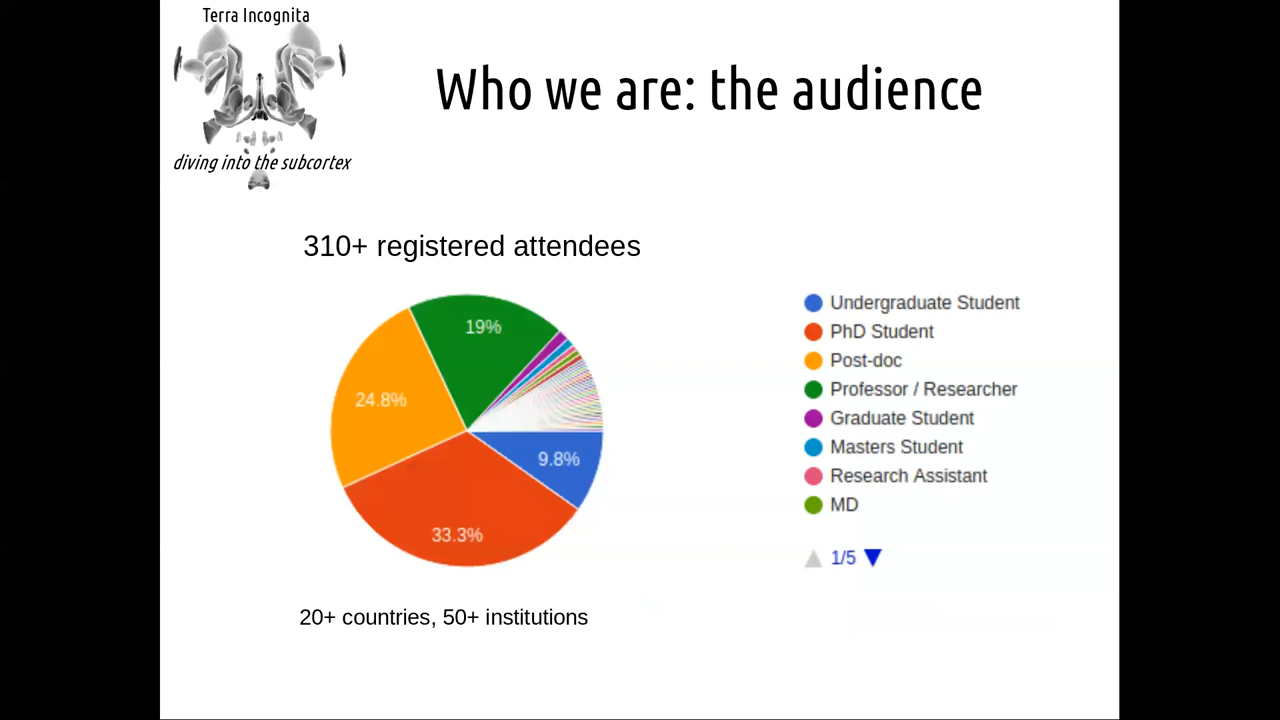 Terra Incognita
diving into the subcortex
Who we are: the audience
310+ registered attendees
19%
24.8%
9.8%
33.3%
Undergraduate Student
PhD Student
Post-doc
Professor / Researcher
Graduate Student
Masters Student
Research Assistant
MD
1/5
20+ countries, 50+ institutions